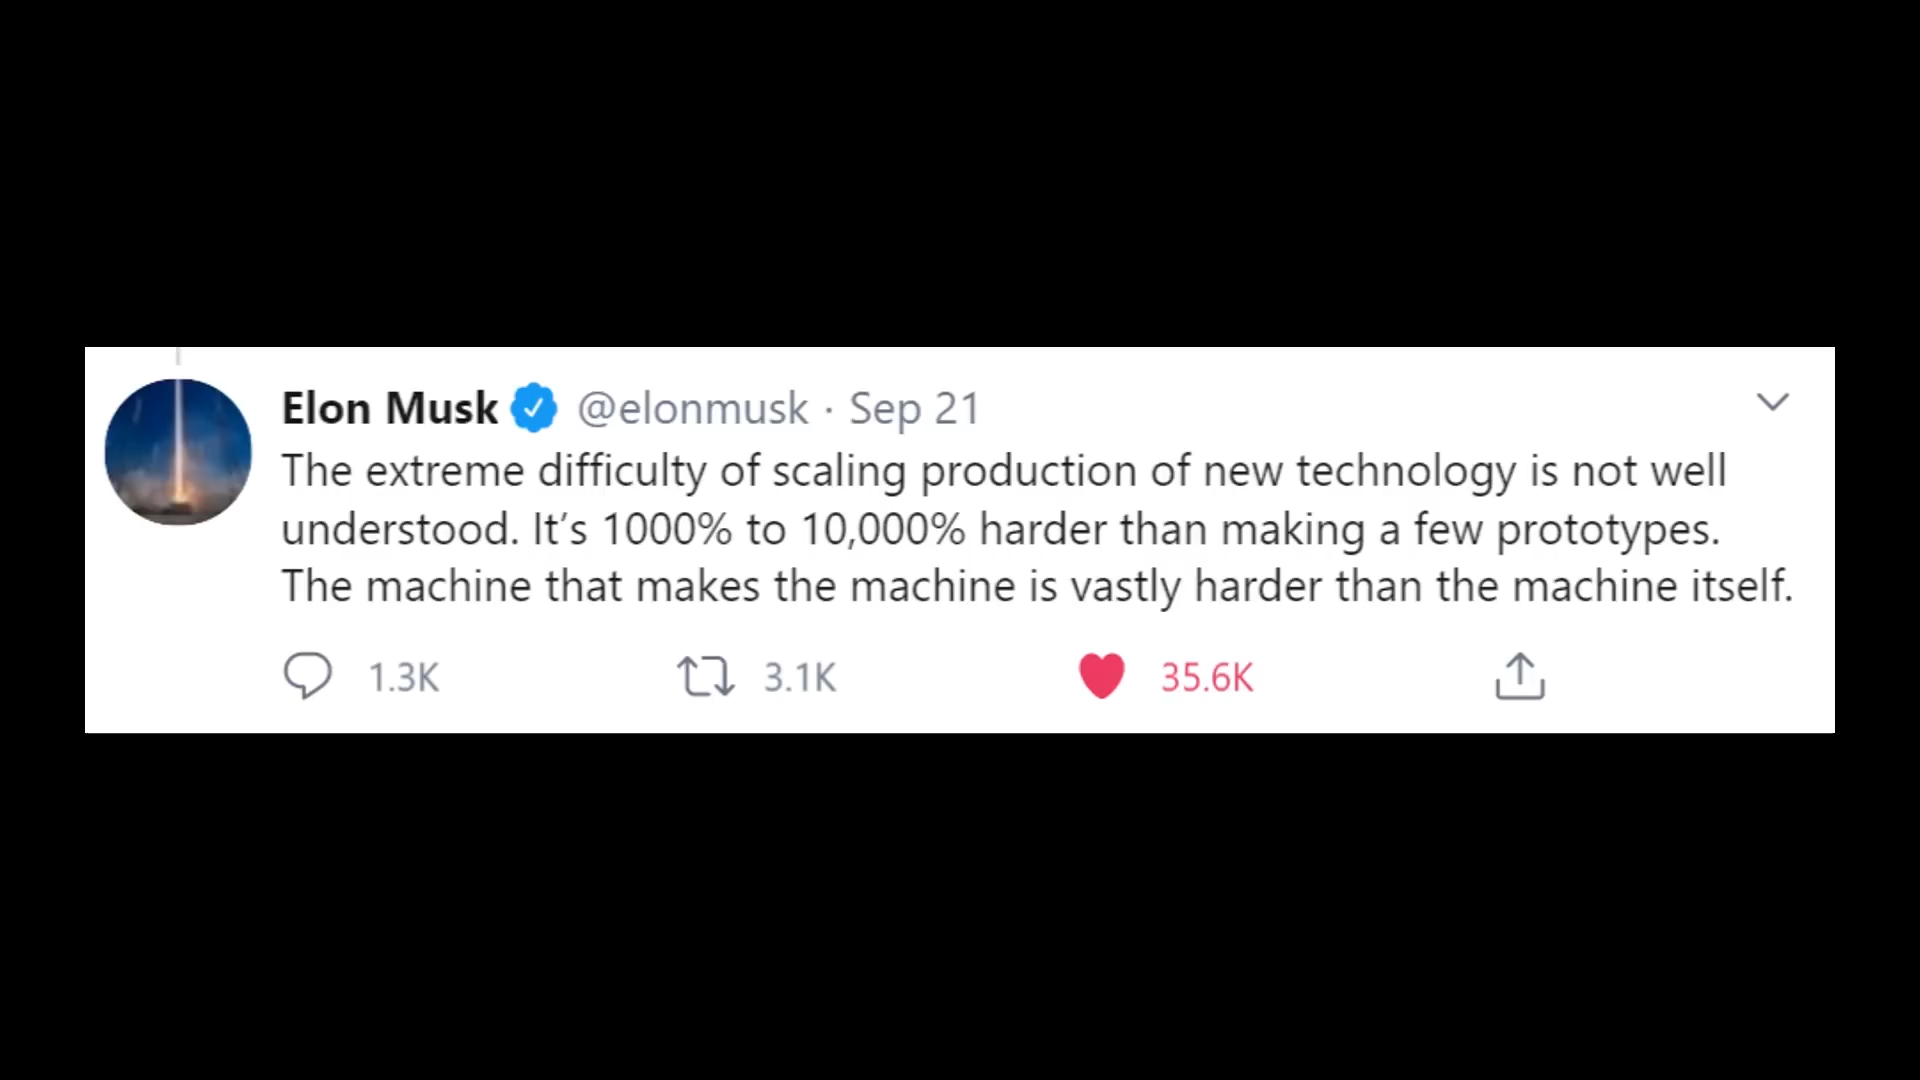 Elon Musk @elonmusk · Sep 21
The extreme difficulty of scaling production of new technology is not well
understood. It’s 1000% to 10,000% harder than making a few prototypes.
The machine that makes the machine is vastly harder than the machine itself.
1.3K 3.1K 35.6K